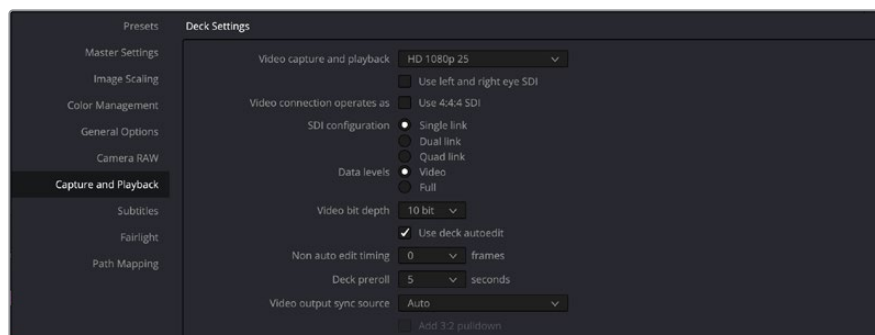 Presets
Master Settings
Image Scaling
Color Management
General Options
Camera RAW
Capture and Playback
Subtitles
Fairlight
Path Mapping
Deck Settings
Video capture and playback HD 1080p 25
Use left and right eye SDI
Video connection operates as Use 4:4:4 SDI
SDI configuration Single link
Dual link
Quad link
Data levels Video
Full
Video bit depth 10 bit
Use deck autoedit
Non auto edit timing 0 frames
Deck preroll 5 seconds
Video output sync source Auto
Add 3:2 pulldown